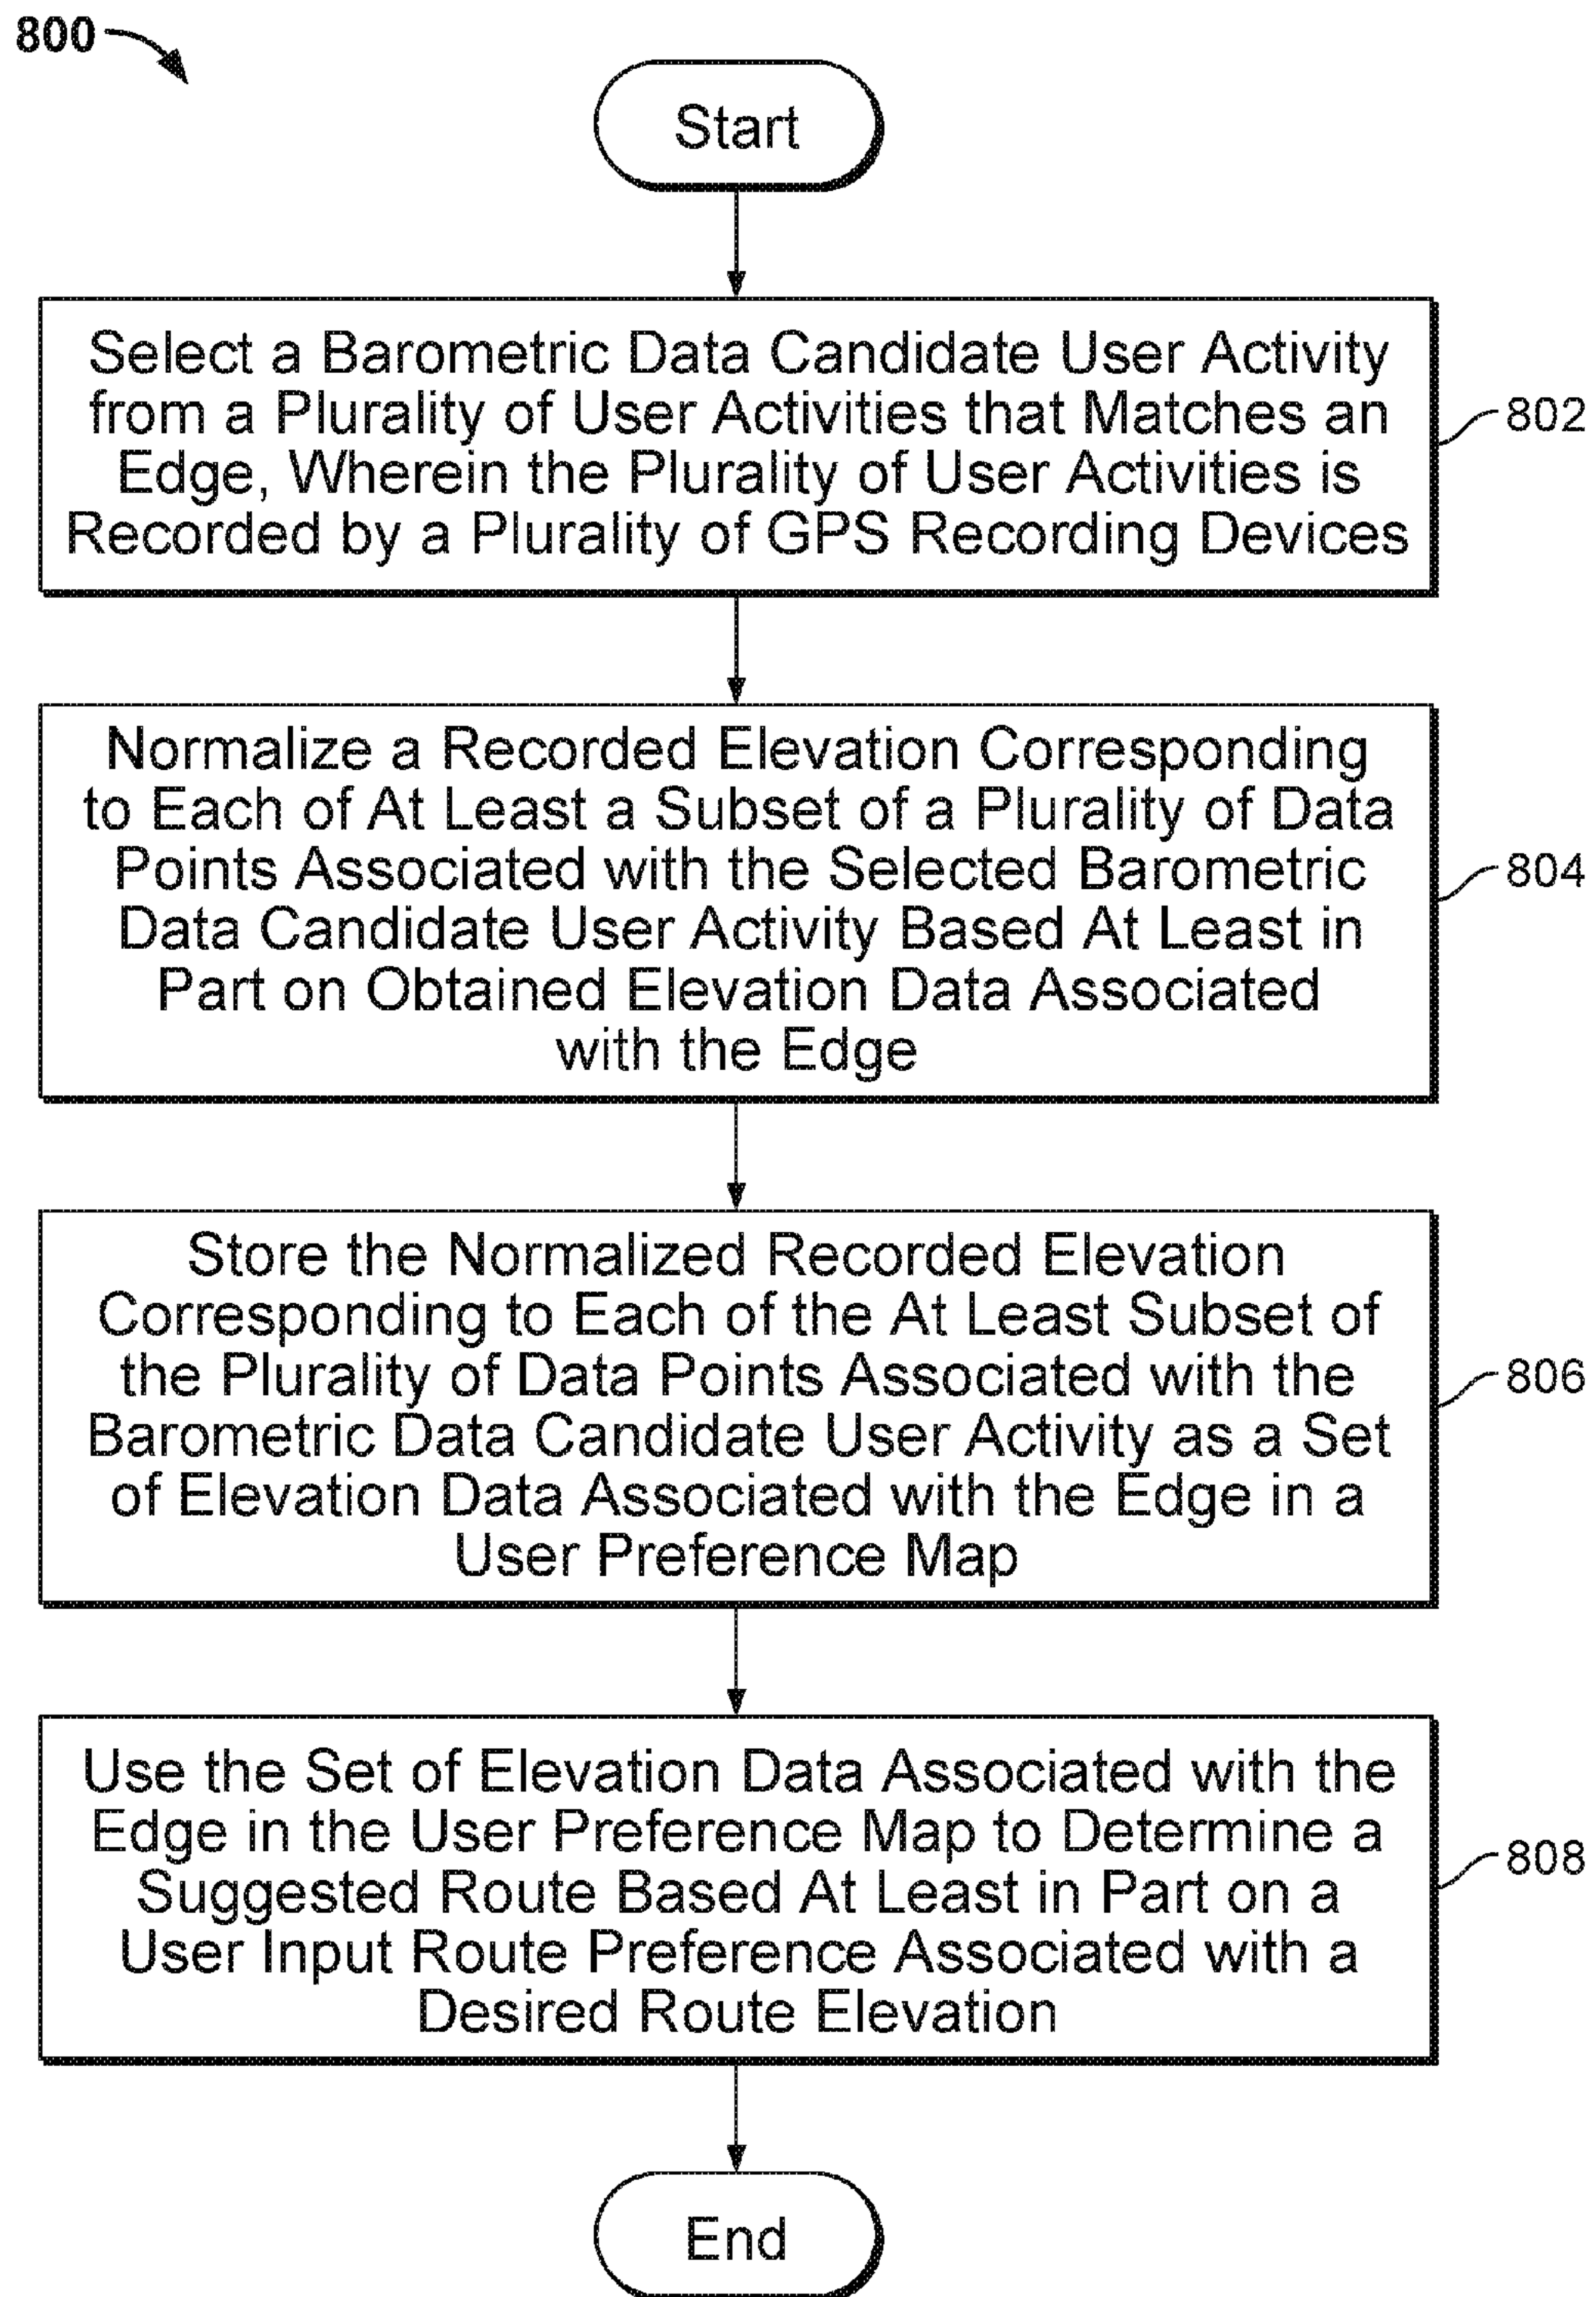 800
Start
Select a Barometric Data Candidate User Activity
from a Plurality of User Activities that Matches an
Edge, Wherein the Plurality of User Activities is
Recorded by a Plurality of GPS Recording Devices
802
Normalize a Recorded Elevation Corresponding
to Each of At Least a Subset of a Plurality of Data
Points Associated with the Selected Barometric
Data Candidate User Activity Based At Least in
Part on Obtained Elevation Data Associated
with the Edge
804
Store the Normalized Recorded Elevation
Corresponding to Each of the At Least Subset of
the Plurality of Data Points Associated with the
Barometric Data Candidate User Activity as a Set
of Elevation Data Associated with the Edge in a
User Preference Map
806
Use the Set of Elevation Data Associated with the
Edge in the User Preference Map to Determine a
Suggested Route Based At Least in Part on a
User Input Route Preference Associated with a
Desired Route Elevation
808
End